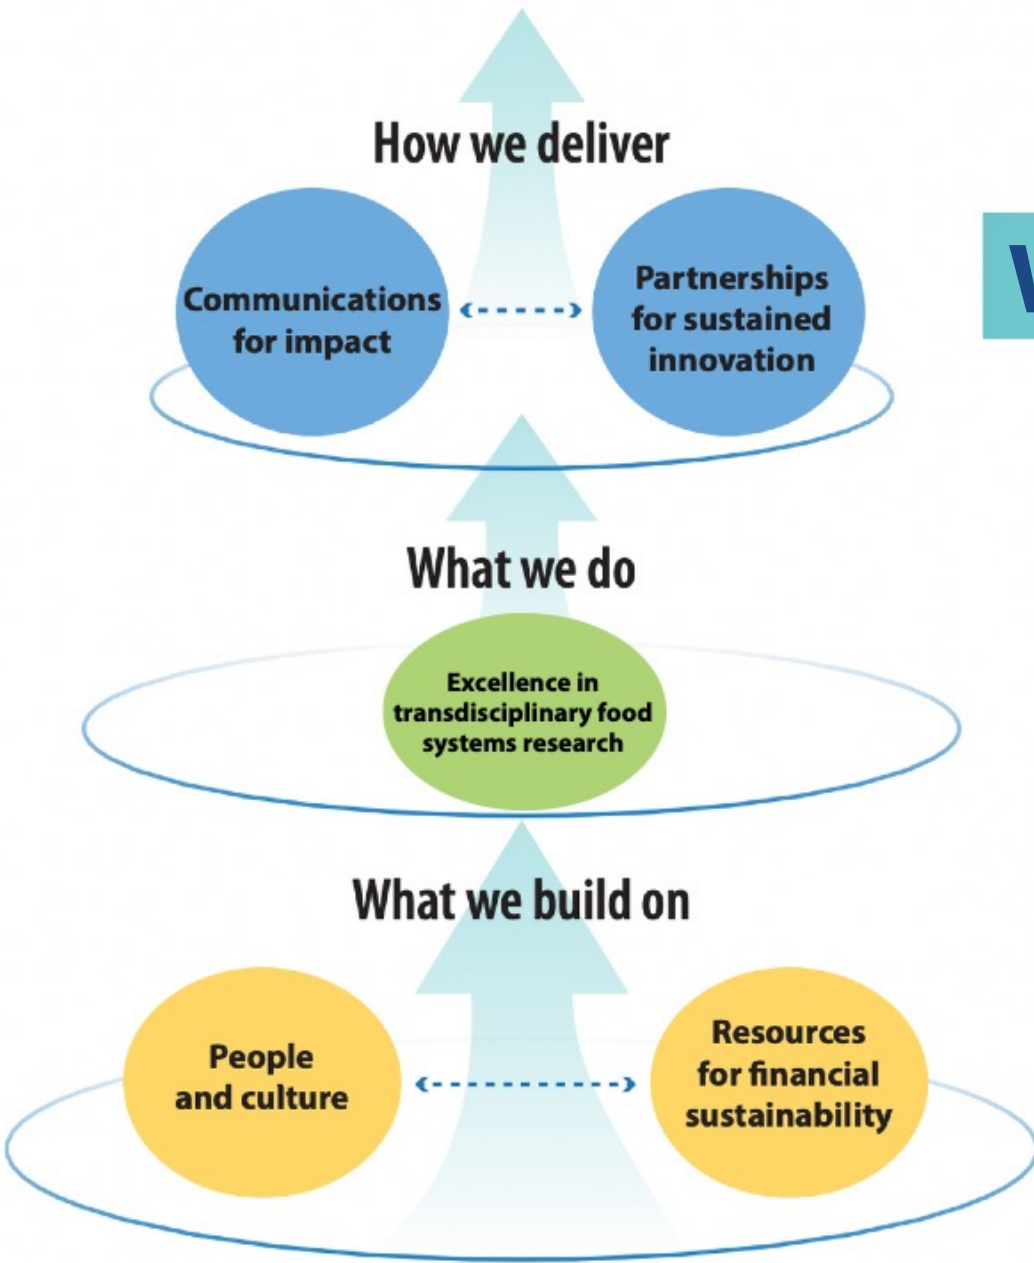 How we deliver
Communications
for impact
Partnerships
for sustained
innovation
What we do
Excellence in
transdisciplinary food
systems research
What we build on
People
and culture
Resources
for financial
sustainability